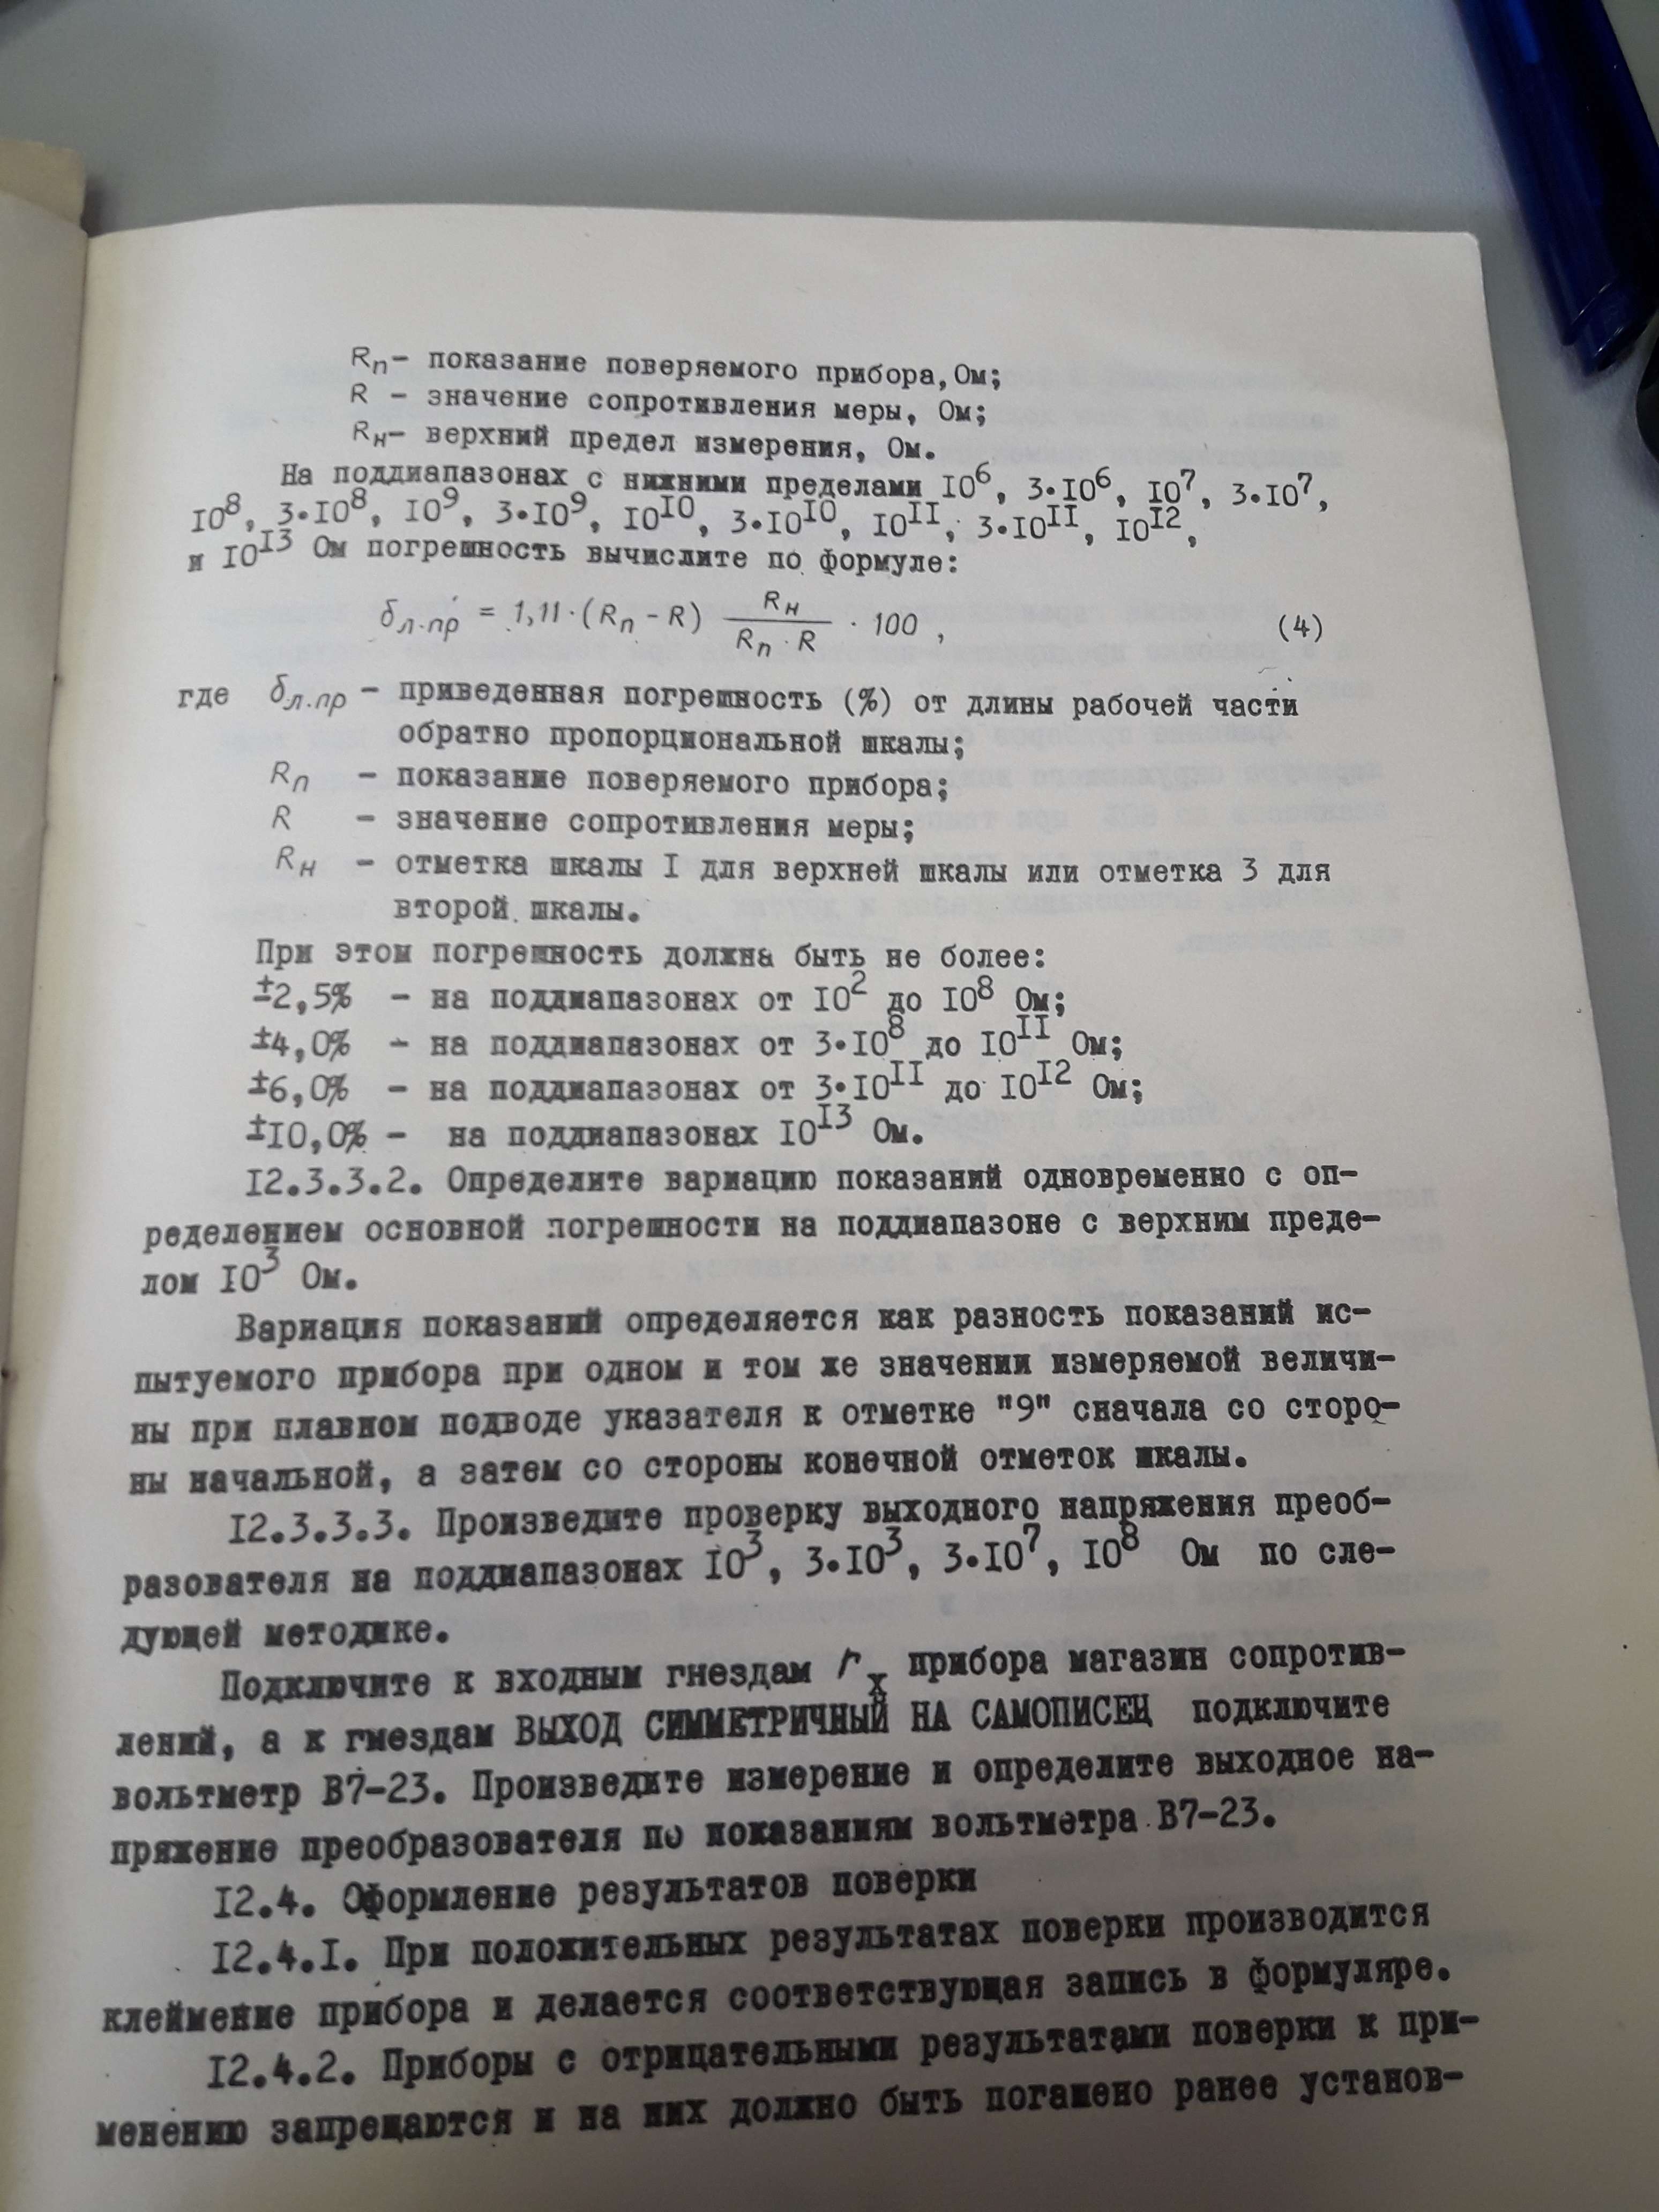 Rп – показание поверяемого прибора, Ом;
R – значение сопротивления меры, Ом;
Rн – верхний предел измерения, Ом.
На поддиапазонах с нижними пределами 10⁶, 3·10⁶, 10⁷, 3·10⁷,
10⁸, 3·10⁸, 10⁹, 3·10⁹, 10¹⁰, 3·10¹⁰, 10¹¹, 3·10¹¹, 10¹²,
и 10¹³ Ом погрешность вычислите по формуле:
δл.пр = 1,11·(Rп - R) Rн / (Rп · R) · 100 , (4)
где δл.пр – приведенная погрешность (%) от длины рабочей части
обратно пропорциональной шкалы;
Rп – показание поверяемого прибора;
R – значение сопротивления меры;
Rн – отметка шкалы I для верхней шкалы или отметка 3 для
второй шкалы.
При этом погрешность должна быть не более:
±2,5% – на поддиапазонах от 10² до 10⁸ Ом;
±4,0% – на поддиапазонах от 3·10⁸ до 10¹¹ Ом;
±6,0% – на поддиапазонах от 3·10¹¹ до 10¹² Ом;
±10,0% – на поддиапазонах 10¹³ Ом.
12.3.3.2. Определите вариацию показаний одновременно с оп-
ределением основной погрешности на поддиапазоне с верхним преде-
лом 10³ Ом.
Вариация показаний определяется как разность показаний ис-
пытуемого прибора при одном и том же значении измеряемой величи-
ны при плавном подводе указателя к отметке "9" сначала со сторо-
ны начальной, а затем со стороны конечной отметок шкалы.
12.3.3.3. Произведите проверку выходного напряжения преоб-
разователя на поддиапазонах 10³, 3·10³, 3·10⁷, 10⁸ Ом по сле-
дующей методике.
Подключите к входным гнездам rx прибора магазин сопротив-
лений, а к гнездам ВЫХОД СИММЕТРИЧНЫЙ НА САМОПИСЕЦ подключите
вольтметр В7-23. Произведите измерение и определите выходное на-
пряжение преобразователя по показаниям вольтметра В7-23.
12.4. Оформление результатов поверки
12.4.1. При положительных результатах поверки производится
клеймение прибора и делается соответствующая запись в формуляре.
12.4.2. Приборы с отрицательными результатами поверки к при-
менению запрещаются и на них должно быть погашено ранее установ-